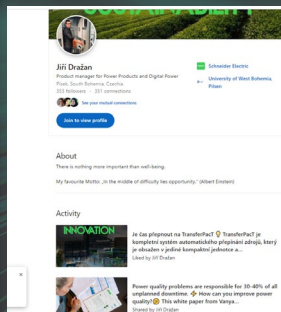 SUSTAINABILITY
Jiří Dražan
Product manager for Power Products and Digital Power
Písek, South Bohemia, Czechia
353 followers · 351 connections
See your mutual connections
Join to view profile
Schneider Electric
University of West Bohemia, Pilsen
About
There is nothing more important than well-being.
My favourite Motto: „In the middle of difficulty lies opportunity.“ (Albert Einstein)
Activity
INNOVATION
Je čas přepnout na TransferPacT 💡 TransferPacT je
kompletní systém automatického přepínání zdrojů, který
je obsažen v jediné kompaktní jednotce a...
Liked by Jiří Dražan
Power quality problems are responsible for 30-40% of all
unplanned downtime. How can you improve power
quality? This white paper from Vanya...
Shared by Jiří Dražan